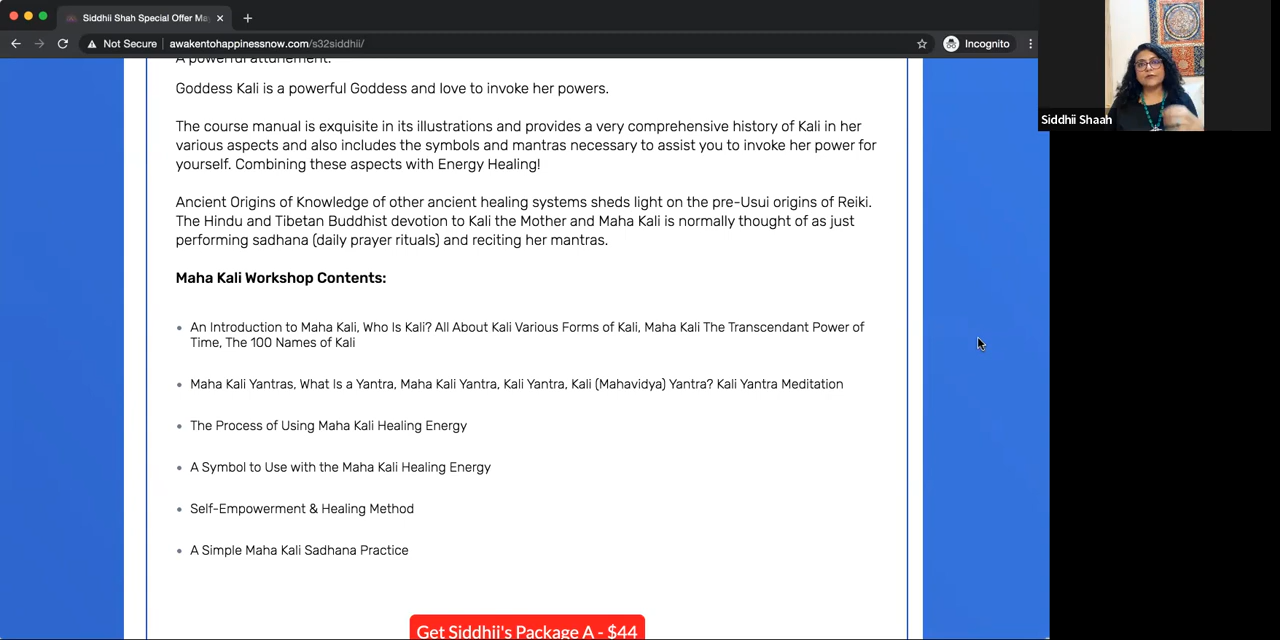 Siddhii Shah Special Offer Ma
Not Secure
awakentohappinessnow.com/s32siddhii/
Incognito
Siddhii Shaah
A powerful attunement.
Goddess Kali is a powerful Goddess and love to invoke her powers.
The course manual is exquisite in its illustrations and provides a very comprehensive history of Kali in her
various aspects and also includes the symbols and mantras necessary to assist you to invoke her power for
yourself. Combining these aspects with Energy Healing!
Ancient Origins of Knowledge of other ancient healing systems sheds light on the pre-Usui origins of Reiki.
The Hindu and Tibetan Buddhist devotion to Kali the Mother and Maha Kali is normally thought of as just
performing sadhana (daily prayer rituals) and reciting her mantras.
Maha Kali Workshop Contents:
An Introduction to Maha Kali, Who Is Kali? All About Kali Various Forms of Kali, Maha Kali The Transcendant Power of
Time, The 100 Names of Kali
Maha Kali Yantras, What Is a Yantra, Maha Kali Yantra, Kali Yantra, Kali (Mahavidya) Yantra? Kali Yantra Meditation
The Process of Using Maha Kali Healing Energy
A Symbol to Use with the Maha Kali Healing Energy
Self-Empowerment & Healing Method
A Simple Maha Kali Sadhana Practice
Get Siddhii's Package A - $44